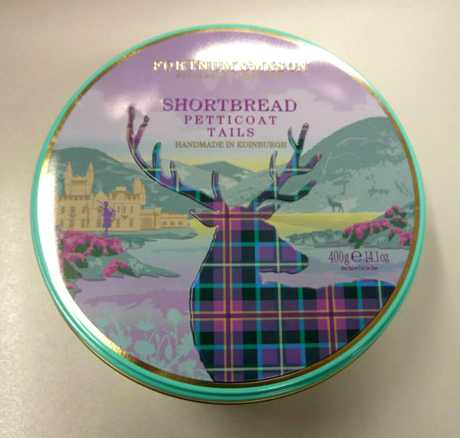 FORTNUM & MASON
SHORTBREAD
PETTICOAT
TAILS
HANDMADE IN EDINBURGH
400g e 14.1oz